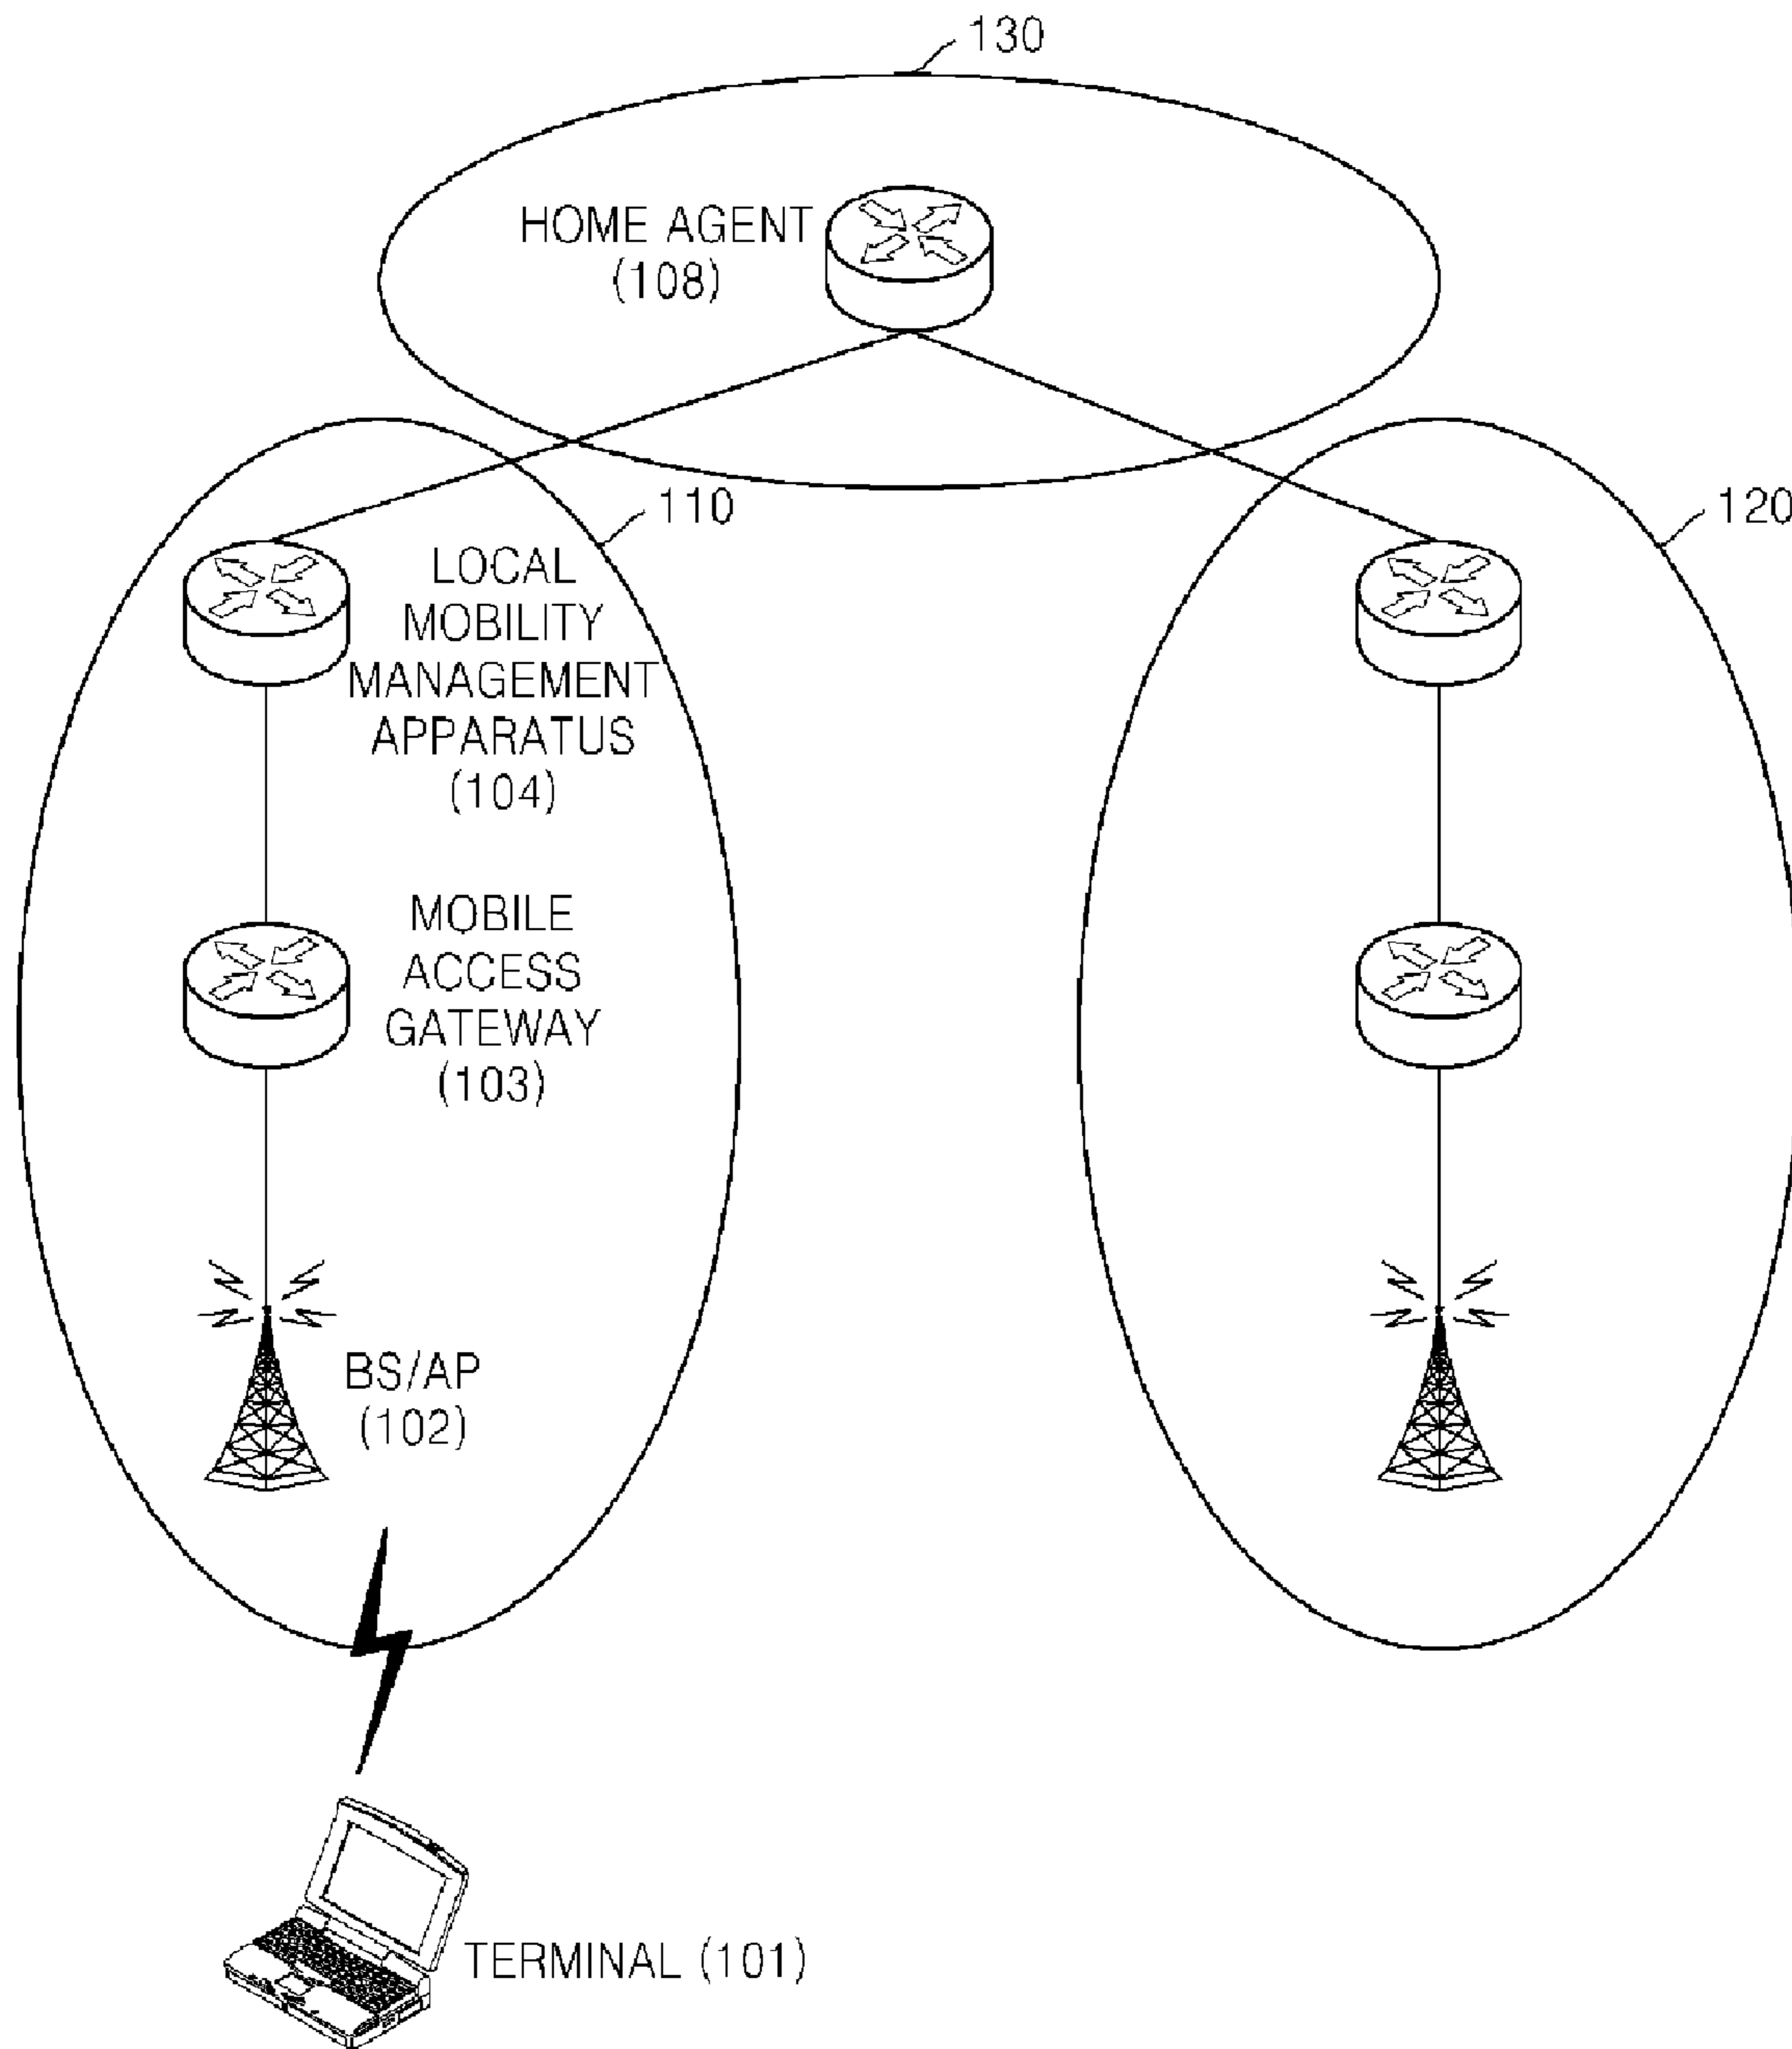 130
HOME AGENT
(108)
110
120
LOCAL
MOBILITY
MANAGEMENT
APPARATUS
(104)
MOBILE
ACCESS
GATEWAY
(103)
BS/AP
(102)
TERMINAL (101)